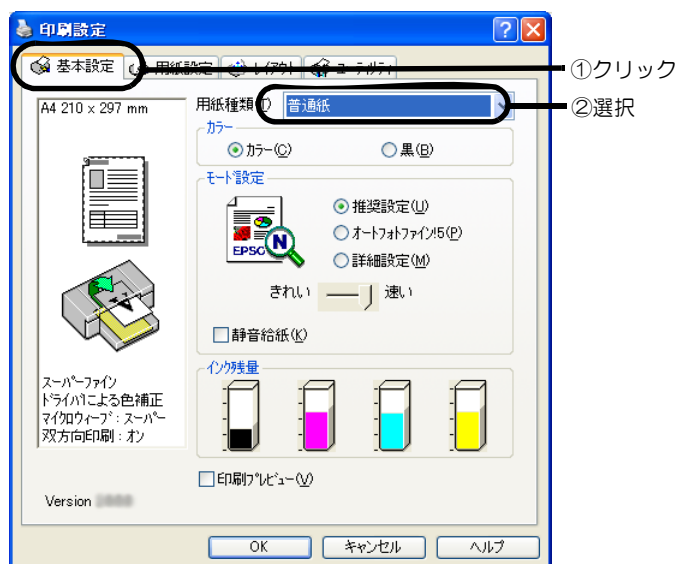 印刷設定
基本設定 用紙設定 レイアウト ユーティリティ
①クリック
A4 210 x 297 mm
用紙種類(T) 普通紙
②選択
カラー
カラー(C) 黒(B)
モード設定
推奨設定(U)
オートフォトファイン!5(P)
詳細設定(M)
EPSO
N
きれい 速い
静音給紙(K)
インク残量
スーパーファイン
ドライバによる色補正
マイクロウィーブ:スーパー
双方向印刷:オン
印刷プレビュー(V)
Version
OK キャンセル ヘルプ